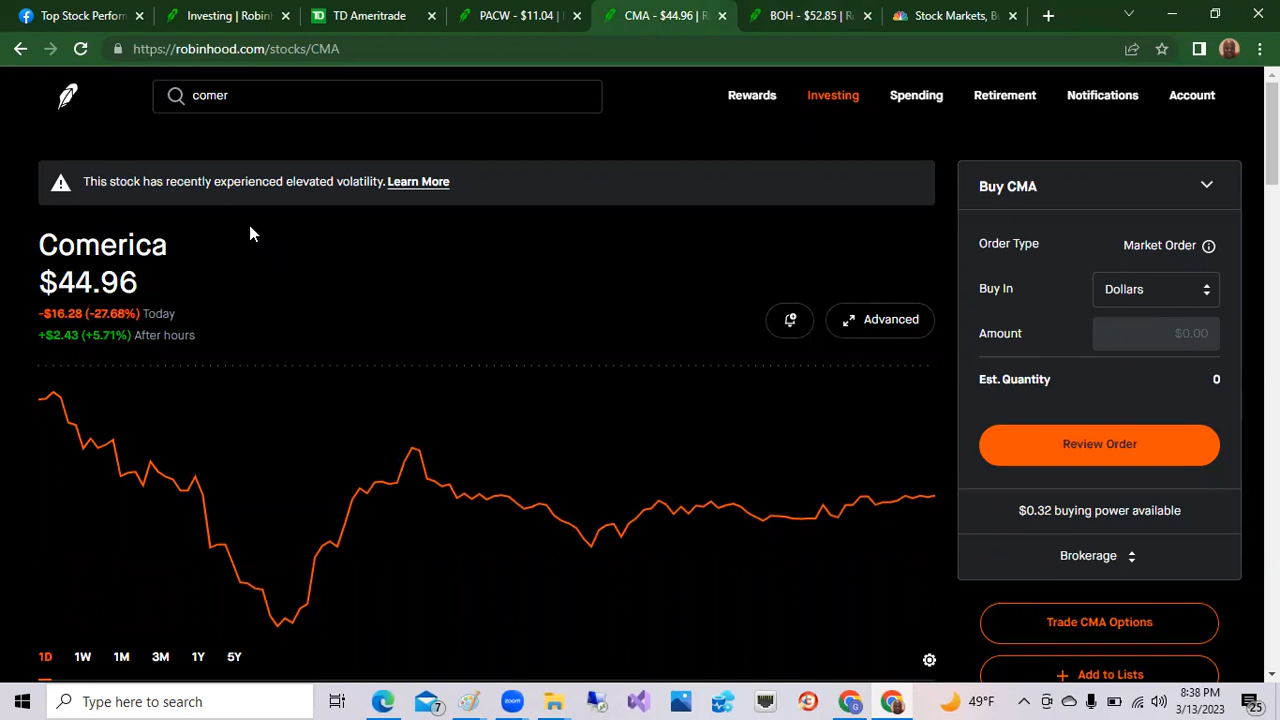 Top Stock Perfor
Investing | Robin
TD Ameritrade
PACW - $11.04 |
CMA - $44.96 | R
BOH - $52.85 | R
Stock Markets, B
https://robinhood.com/stocks/CMA
comer
Rewards
Investing
Spending
Retirement
Notifications
Account
This stock has recently experienced elevated volatility. Learn More
Comerica
$44.96
-$16.28 (-27.68%) Today
+$2.43 (+5.71%) After hours
Advanced
1D 1W 1M 3M 1Y 5Y
Buy CMA
Order Type Market Order
Buy In Dollars
Amount $0.00
Est. Quantity 0
Review Order
$0.32 buying power available
Brokerage
Trade CMA Options
+ Add to Lists
Type here to search
7
zoom
G
49°F
8:38 PM
3/13/2023
25